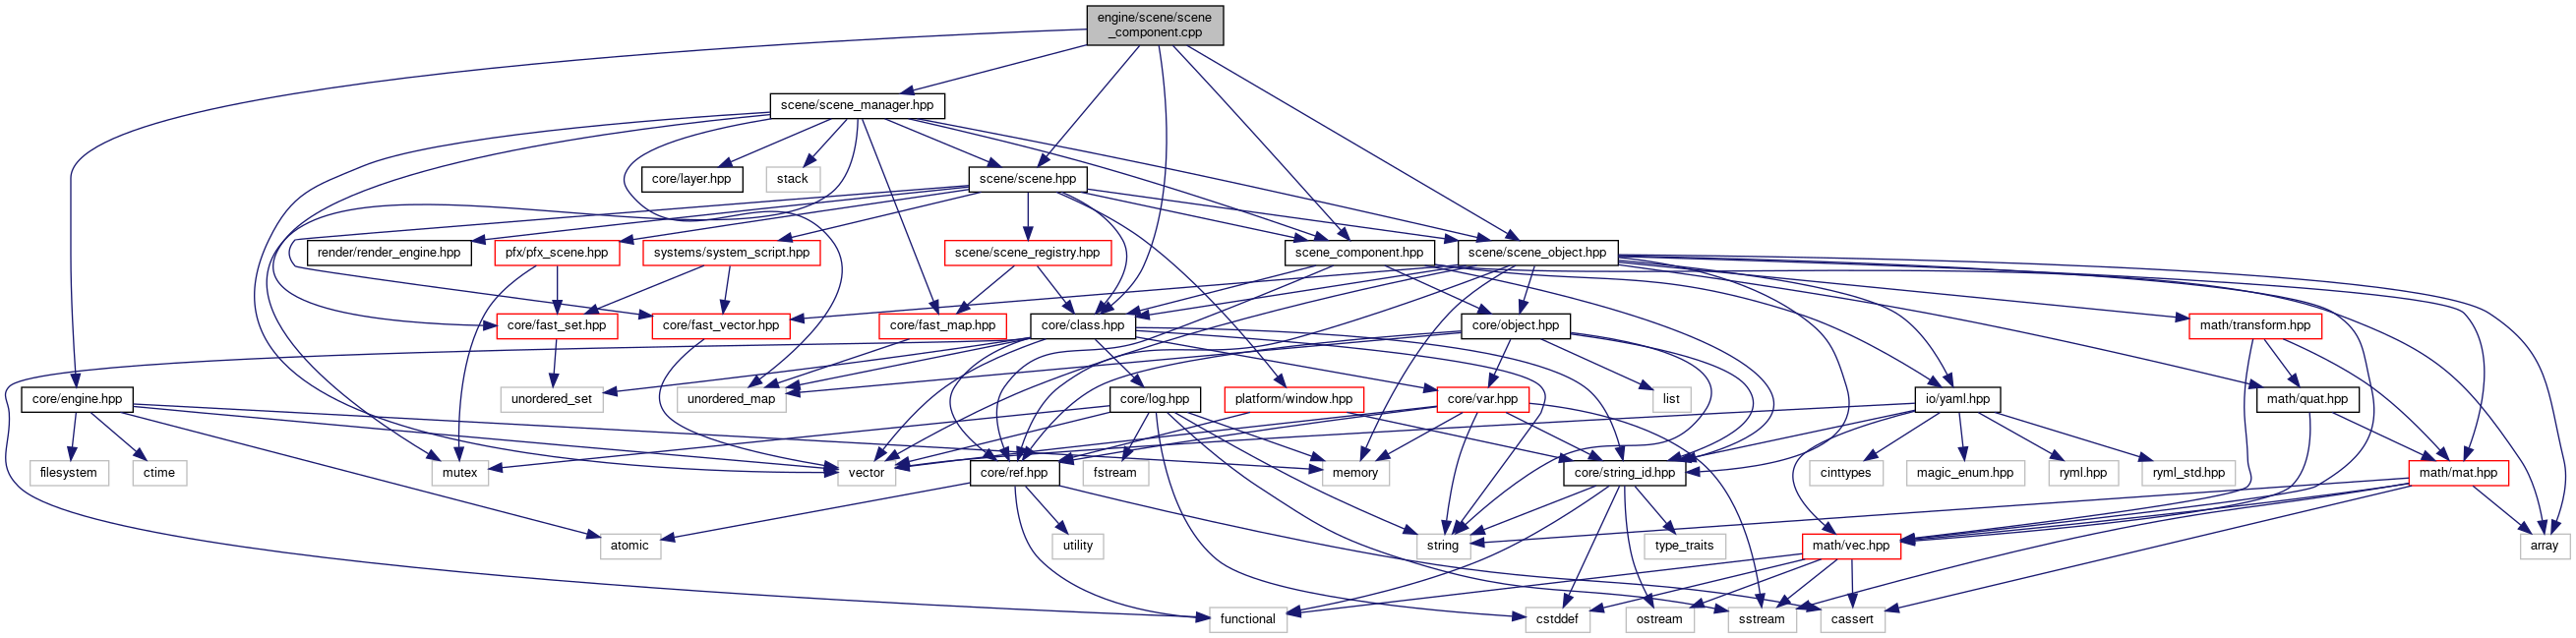 engine/scene/scene
_component.cpp
scene/scene_manager.hpp
core/layer.hpp
stack
scene/scene.hpp
render/render_engine.hpp
pfx/pfx_scene.hpp
systems/system_script.hpp
scene/scene_registry.hpp
scene_component.hpp
scene/scene_object.hpp
core/fast_set.hpp
core/fast_vector.hpp
core/fast_map.hpp
core/class.hpp
core/object.hpp
math/transform.hpp
core/engine.hpp
unordered_set
unordered_map
core/log.hpp
platform/window.hpp
core/var.hpp
list
io/yaml.hpp
math/quat.hpp
filesystem
ctime
mutex
vector
core/ref.hpp
fstream
memory
core/string_id.hpp
cinttypes
magic_enum.hpp
ryml.hpp
ryml_std.hpp
math/mat.hpp
atomic
utility
string
type_traits
math/vec.hpp
array
functional
cstddef
ostream
sstream
cassert